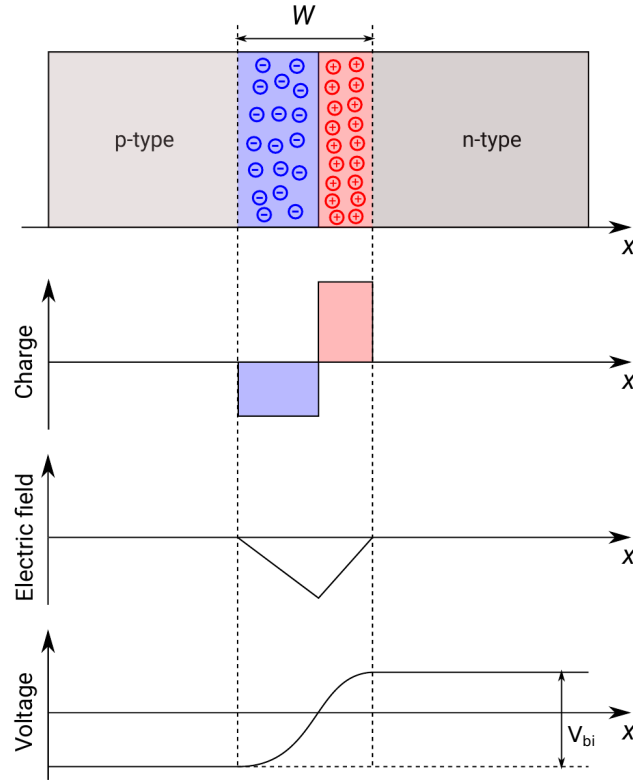 W
p-type
n-type
x
Charge
x
Electric field
x
Voltage
V_bi
x